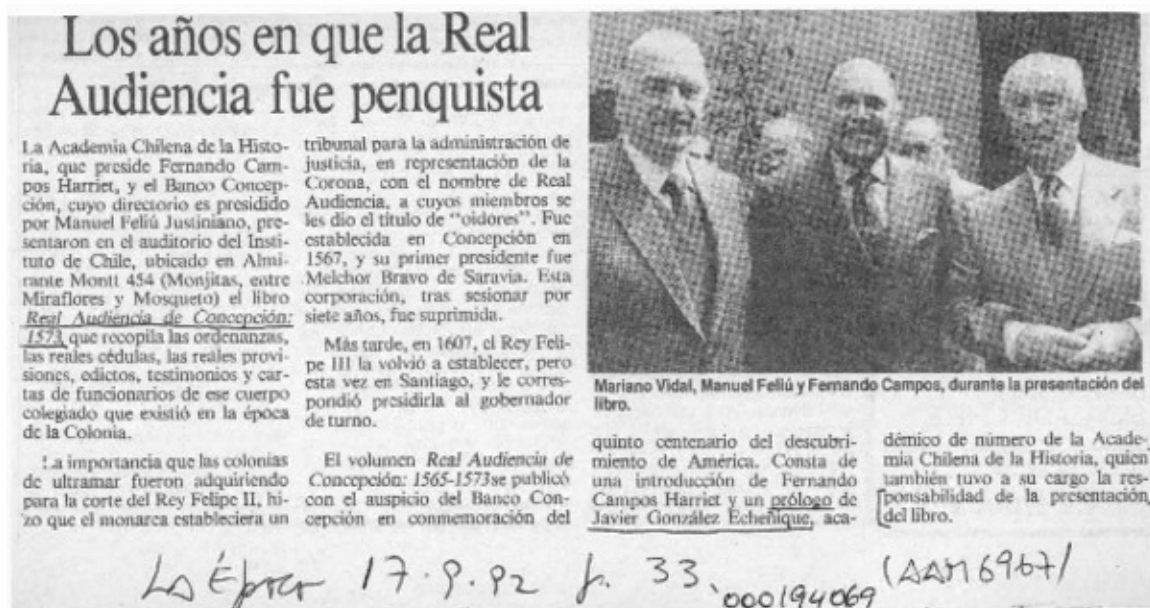 Los años en que la Real
Audiencia fue penquista
La Academia Chilena de la Histo-
ria, que preside Fernando Cam-
pos Harriet, y el Banco Concep-
ción, cuyo directorio es presidido
por Manuel Feliú Justiniano, pre-
sentaron en el auditorio del Insti-
tuto de Chile, ubicado en Almi-
rante Montt 454 (Monjitas, entre
Miraflores y Mosqueto) el libro
Real Audiencia de Concepción:
1573, que recopila las ordenanzas,
las reales cédulas, las reales provi-
siones, edictos, testimonios y car-
tas de funcionarios de ese cuerpo
colegiado que existió en la época
de la Colonia.
La importancia que las colonias
de ultramar fueron adquiriendo
para la corte del Rey Felipe II, hi-
zo que el monarca estableciera un
tribunal para la administración de
justicia, en representación de la
Corona, con el nombre de Real
Audiencia, a cuyos miembros se
les dio el título de "oidores". Fue
establecida en Concepción en
1567, y su primer presidente fue
Melchor Bravo de Saravia. Esta
corporación, tras sesionar por
siete años, fue suprimida.
Más tarde, en 1607, el Rey Feli-
pe III la volvió a establecer, pero
esta vez en Santiago, y le corres-
pondió presidirla al gobernador
de turno.
El volumen Real Audiencia de
Concepción: 1565-1573 se publicó
con el auspicio del Banco Con-
cepción en conmemoración del
Mariano Vidal, Manuel Feliú y Fernando Campos, durante la presentación del
libro.
quinto centenario del descubri-
miento de América. Consta de
una introducción de Fernando
Campos Harriet y un prólogo de
Javier González Echeñique, aca-
démico de número de la Acade-
mia Chilena de la Historia, quien
también tuvo a su cargo la res-
ponsabilidad de la presentación
del libro.
La Época 17.9.92 p. 33.
000194069
(AAM6967)